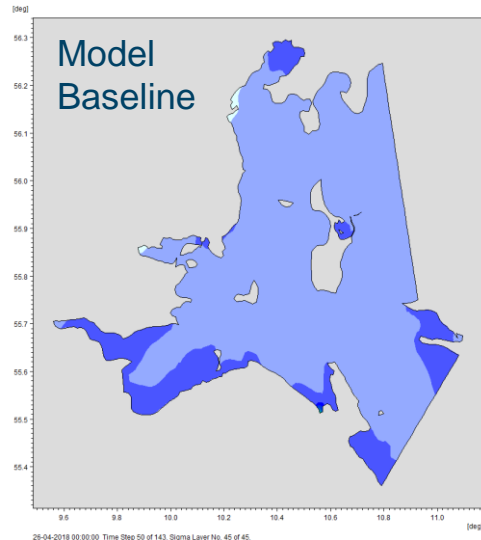 [deg]
Model
Baseline
56.3
56.2
56.1
56.0
55.9
55.8
55.7
55.6
55.5
55.4
9.6 9.8 10.0 10.2 10.4 10.6 10.8 11.0
[deg]
26-04-2018 00:00:00 Time Step 50 of 143. Sigma Layer No. 45 of 45.